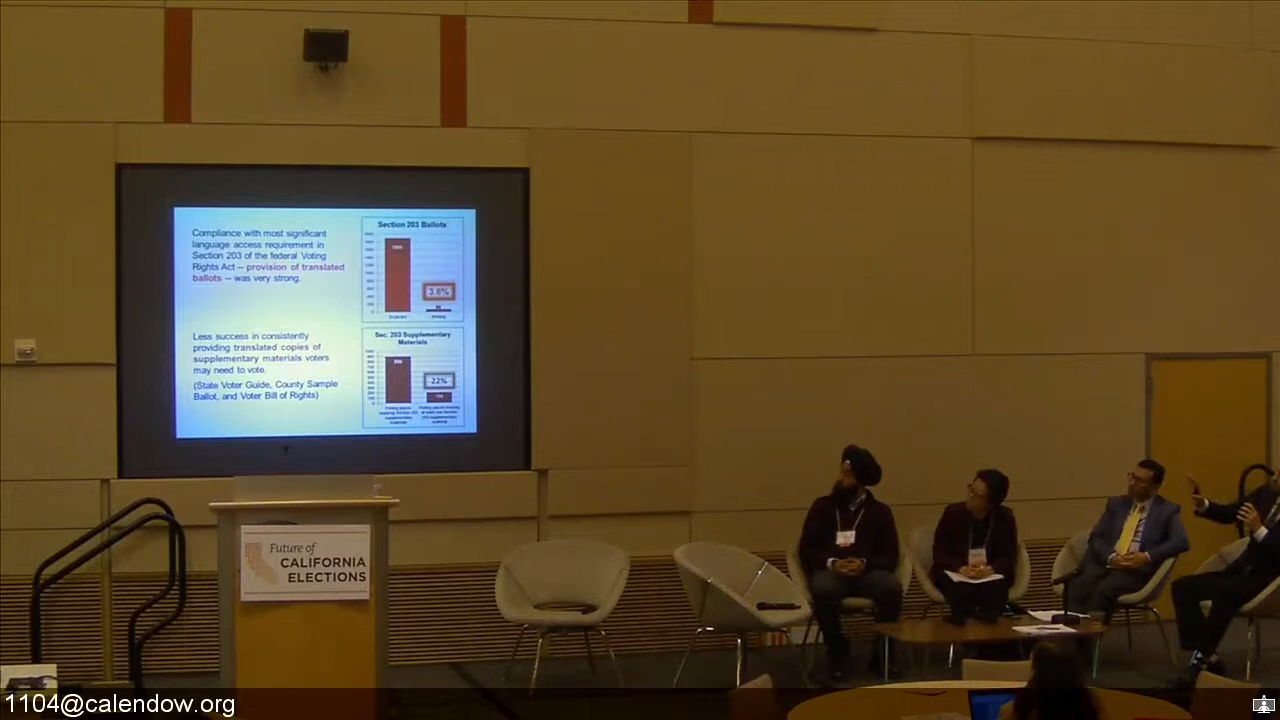 Compliance with most significant
language access requirement in
Section 203 of the federal Voting
Rights Act – provision of translated
ballots – was very strong.
Section 203 Ballots
3.6%
Less success in consistently
providing translated copies of
supplementary materials voters
may need to vote.
(State Voter Guide, County Sample
Ballot, and Voter Bill of Rights)
Sec. 203 Supplementary
Materials
22%
Future of
CALIFORNIA
ELECTIONS
1104@calendow.org